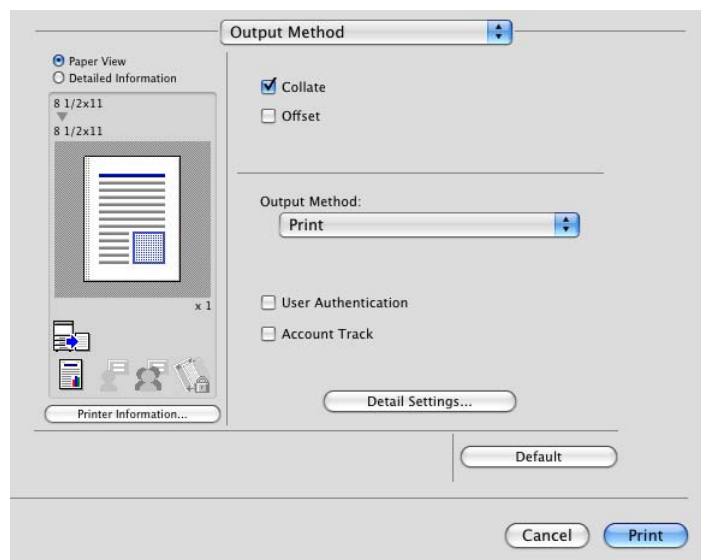 Output Method
Paper View
Detailed Information
8 1/2x11
8 1/2x11
x 1
Printer Information...
Collate
Offset
Output Method:
Print
User Authentication
Account Track
Detail Settings...
Default
Cancel
Print